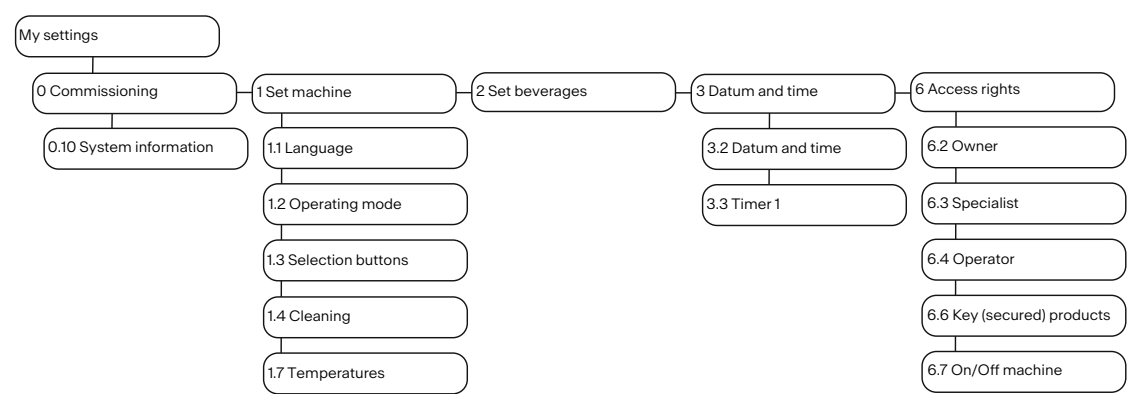 My settings
0 Commissioning
0.10 System information
1 Set machine
1.1 Language
1.2 Operating mode
1.3 Selection buttons
1.4 Cleaning
1.7 Temperatures
2 Set beverages
3 Datum and time
3.2 Datum and time
3.3 Timer 1
6 Access rights
6.2 Owner
6.3 Specialist
6.4 Operator
6.6 Key (secured) products
6.7 On/Off machine